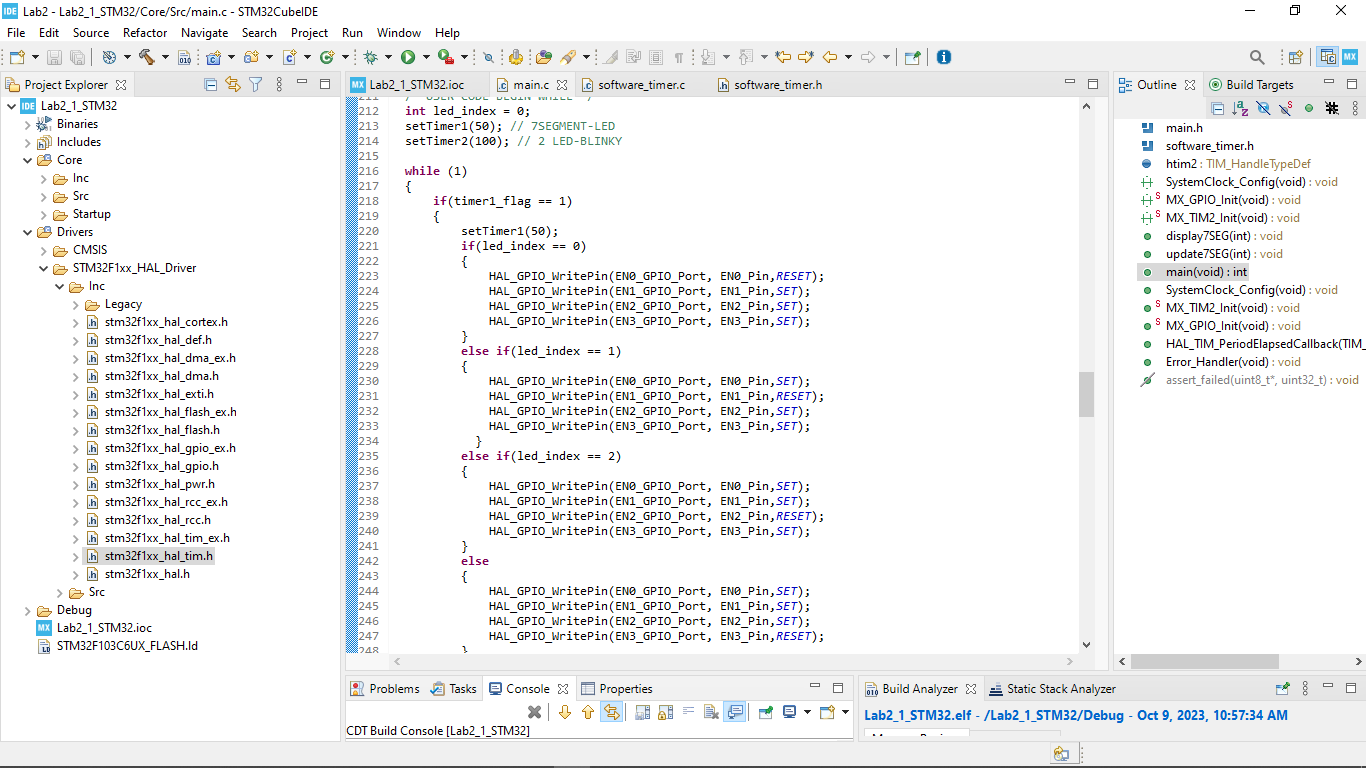 Lab2 - Lab2_1_STM32/Core/Src/main.c - STM32CubeIDE
File Edit Source Refactor Navigate Search Project Run Window Help
Project Explorer
Lab2_1_STM32
Binaries
Includes
Core
Inc
Src
Startup
Drivers
CMSIS
STM32F1xx_HAL_Driver
Inc
Legacy
stm32f1xx_hal_cortex.h
stm32f1xx_hal_def.h
stm32f1xx_hal_dma_ex.h
stm32f1xx_hal_dma.h
stm32f1xx_hal_exti.h
stm32f1xx_hal_flash_ex.h
stm32f1xx_hal_flash.h
stm32f1xx_hal_gpio_ex.h
stm32f1xx_hal_gpio.h
stm32f1xx_hal_pwr.h
stm32f1xx_hal_rcc_ex.h
stm32f1xx_hal_rcc.h
stm32f1xx_hal_tim_ex.h
stm32f1xx_hal_tim.h
stm32f1xx_hal.h
Src
Debug
Lab2_1_STM32.ioc
STM32F103C6UX_FLASH.ld
Lab2_1_STM32.ioc main.c software_timer.c software_timer.h
211 /* USER CODE BEGIN WHILE */
212 int led_index = 0;
213 setTimer1(50); // 7SEGMENT-LED
214 setTimer2(100); // 2 LED-BLINKY
215
216 while (1)
217 {
218 if(timer1_flag == 1)
219 {
220 setTimer1(50);
221 if(led_index == 0)
222 {
223 HAL_GPIO_WritePin(EN0_GPIO_Port, EN0_Pin,RESET);
224 HAL_GPIO_WritePin(EN1_GPIO_Port, EN1_Pin,SET);
225 HAL_GPIO_WritePin(EN2_GPIO_Port, EN2_Pin,SET);
226 HAL_GPIO_WritePin(EN3_GPIO_Port, EN3_Pin,SET);
227 }
228 else if(led_index == 1)
229 {
230 HAL_GPIO_WritePin(EN0_GPIO_Port, EN0_Pin,SET);
231 HAL_GPIO_WritePin(EN1_GPIO_Port, EN1_Pin,RESET);
232 HAL_GPIO_WritePin(EN2_GPIO_Port, EN2_Pin,SET);
233 HAL_GPIO_WritePin(EN3_GPIO_Port, EN3_Pin,SET);
234 }
235 else if(led_index == 2)
236 {
237 HAL_GPIO_WritePin(EN0_GPIO_Port, EN0_Pin,SET);
238 HAL_GPIO_WritePin(EN1_GPIO_Port, EN1_Pin,SET);
239 HAL_GPIO_WritePin(EN2_GPIO_Port, EN2_Pin,RESET);
240 HAL_GPIO_WritePin(EN3_GPIO_Port, EN3_Pin,SET);
241 }
242 else
243 {
244 HAL_GPIO_WritePin(EN0_GPIO_Port, EN0_Pin,SET);
245 HAL_GPIO_WritePin(EN1_GPIO_Port, EN1_Pin,SET);
246 HAL_GPIO_WritePin(EN2_GPIO_Port, EN2_Pin,SET);
247 HAL_GPIO_WritePin(EN3_GPIO_Port, EN3_Pin,RESET);
248 }
Outline Build Targets
main.h
software_timer.h
htim2 : TIM_HandleTypeDef
SystemClock_Config(void) : void
MX_GPIO_Init(void) : void
MX_TIM2_Init(void) : void
display7SEG(int) : void
update7SEG(int) : void
main(void) : int
SystemClock_Config(void) : void
MX_TIM2_Init(void) : void
MX_GPIO_Init(void) : void
HAL_TIM_PeriodElapsedCallback(TIM_
Error_Handler(void) : void
assert_failed(uint8_t*, uint32_t) : void
Problems Tasks Console Properties
CDT Build Console [Lab2_1_STM32]
Build Analyzer Static Stack Analyzer
Lab2_1_STM32.elf - /Lab2_1_STM32/Debug - Oct 9, 2023, 10:57:34 AM